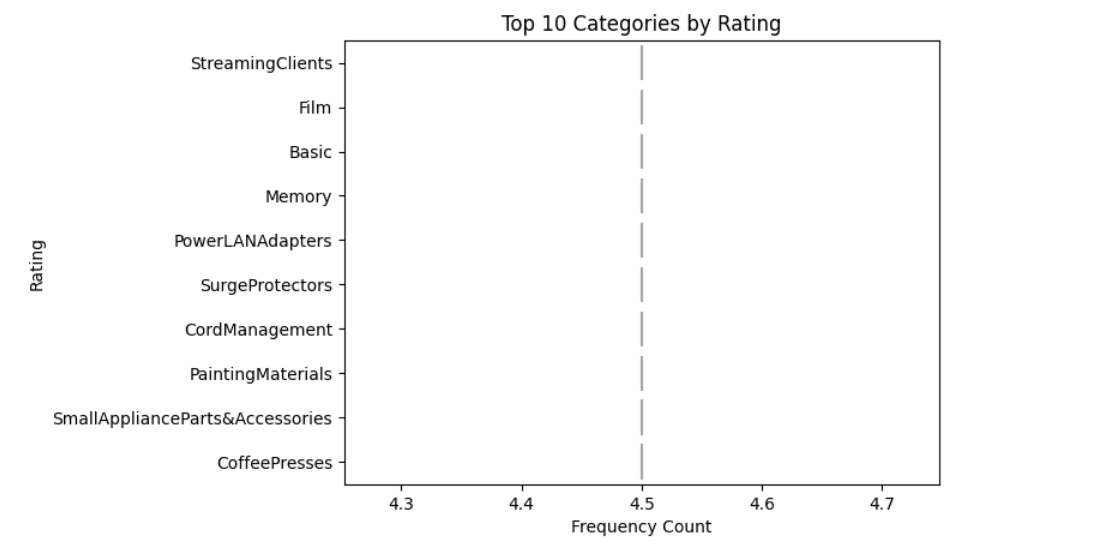 Top 10 Categories by Rating
StreamingClients
Film
Basic
Memory
PowerLANAdapters
Rating
SurgeProtectors
CordManagement
PaintingMaterials
SmallApplianceParts&Accessories
CoffeePresses
4.3 4.4 4.5 4.6 4.7
Frequency Count